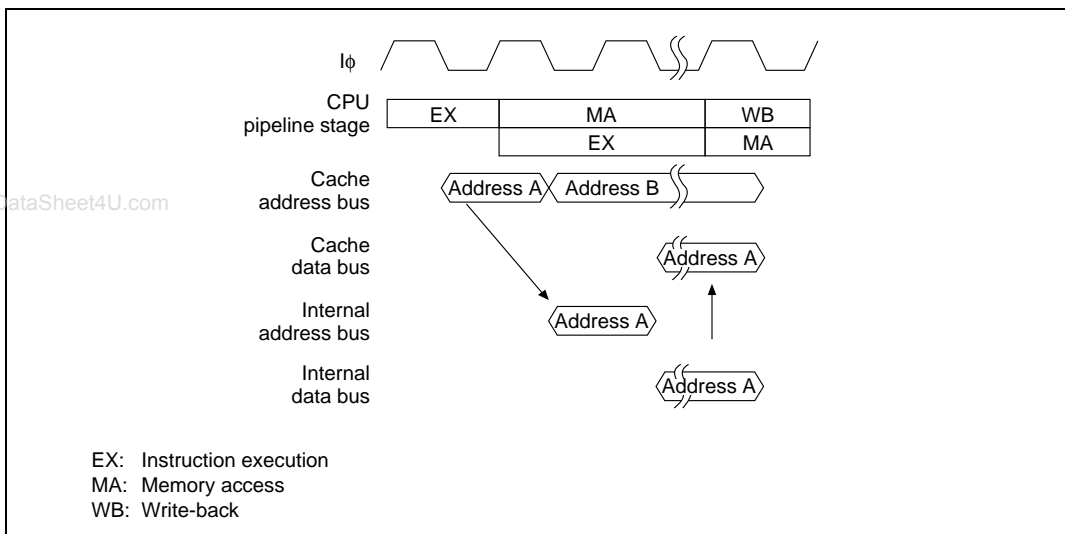 Iφ
CPU
pipeline stage
EX MA WB
EX MA
Cache
address bus
Address A Address B
DataSheet4U.com
Cache
data bus
Address A
Internal
address bus
Address A
Internal
data bus
Address A
EX: Instruction execution
MA: Memory access
WB: Write-back